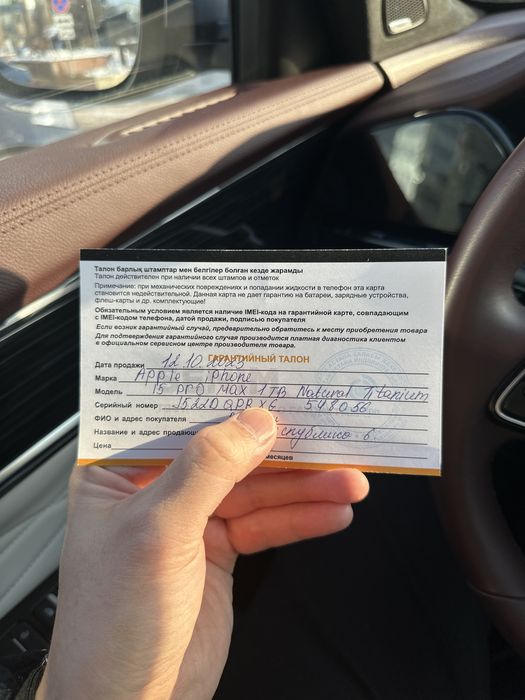 Талон барлық штамптар мен белгілер болған кезде жарамды
Талон действителен при наличии всех штампов и отметок
Примечание: при механических повреждениях и попадании жидкости в телефон эта карта
становится недействительной. Данная карта не дает гарантию на батареи, зарядные устройства,
флеш-карты и др. комплектующие!
Обязательным условием является наличие IMEI-кода на гарантийной карте, совпадающим
с IMEI-кодом телефона, датой продажи, подписью покупателя
Если возник гарантийный случай, предварительно обратитесь к месту приобретения товара
Для подтверждения гарантийного случая производится платная диагностика клиентом
в официальном сервисном центре производителя товара.
ГАРАНТИЙНЫЙ ТАЛОН
Дата продажи 12.10.2023
Марка Apple iPhone
Модель 15 pro max 1TB Natural Titanium
Серийный номер
ФИО и адрес покупателя
Название и адрес продающ
Цена месяцев